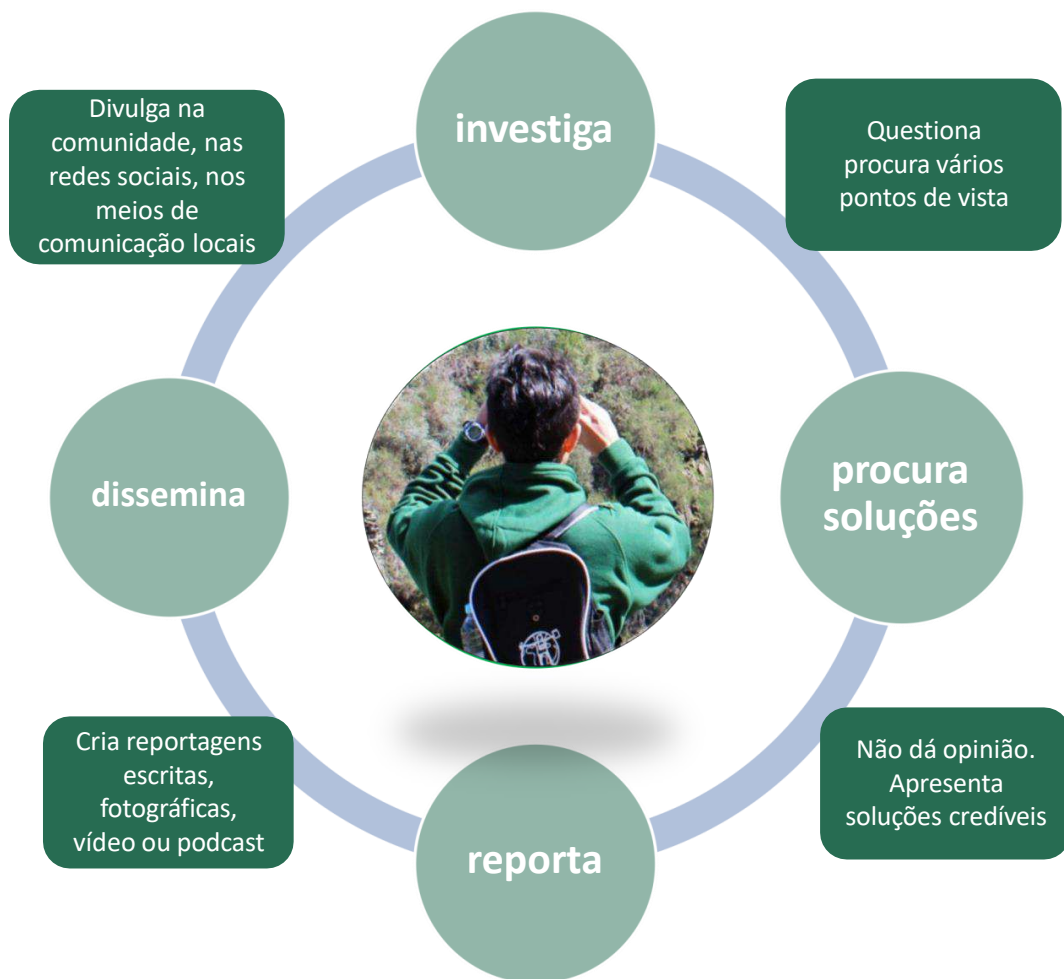 investiga
Questiona
procura vários
pontos de vista
procura
soluções
Não dá opinião.
Apresenta
soluções credíveis
reporta
Cria reportagens
escritas,
fotográficas,
vídeo ou podcast
dissemina
Divulga na
comunidade, nas
redes sociais, nos
meios de
comunicação locais